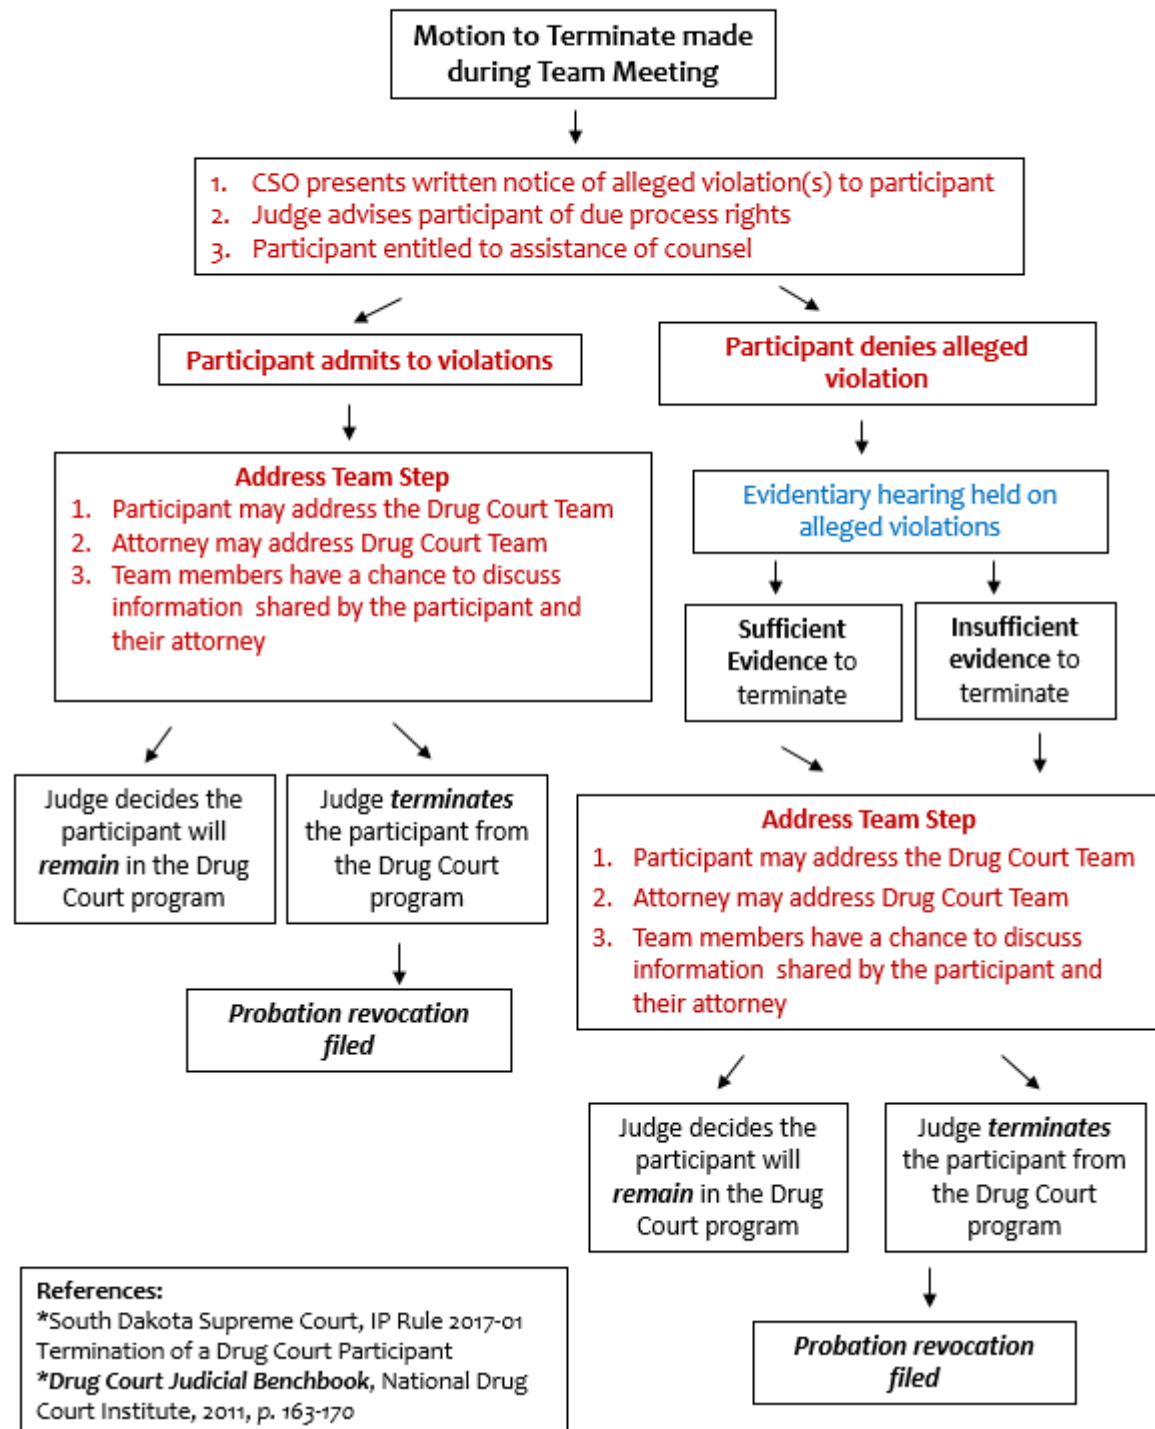 Motion to Terminate made
during Team Meeting
1. CSO presents written notice of alleged violation(s) to participant
2. Judge advises participant of due process rights
3. Participant entitled to assistance of counsel
Participant admits to violations
Participant denies alleged
violation
Address Team Step
1. Participant may address the Drug Court Team
2. Attorney may address Drug Court Team
3. Team members have a chance to discuss
information shared by the participant and
their attorney
Evidentiary hearing held on
alleged violations
Sufficient
Evidence to
terminate
Insufficient
evidence to
terminate
Judge decides the
participant will
remain in the Drug
Court program
Judge terminates
the participant from
the Drug Court
program
Probation revocation
filed
Address Team Step
1. Participant may address the Drug Court Team
2. Attorney may address Drug Court Team
3. Team members have a chance to discuss
information shared by the participant and
their attorney
Judge decides the
participant will
remain in the Drug
Court program
Judge terminates
the participant from
the Drug Court
program
Probation revocation
filed
References:
*South Dakota Supreme Court, IP Rule 2017-01
Termination of a Drug Court Participant
*Drug Court Judicial Benchbook, National Drug
Court Institute, 2011, p. 163-170